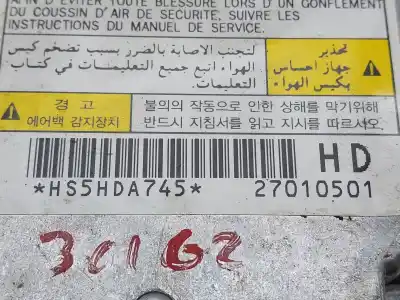 AFIN D'ÉVITER TOUTE BLESSURE LORS D'UN GONFLEMENT
DU COUSSIN D'AIR DE SÉCURITÉ, SUIVRE LES
INSTRUCTIONS DU MANUEL DE SERVICE.
تحذير
جهاز احساس
بكيس الهواء
لتجنب الاصابة بالضرر بسبب تضخم كيس
الهواء اتبع جميع التعليمات في كتاب
التعليمات.
경 고
에어백 감지장치
불의의 작동으로 인한 상해를 막기위해
반드시 지침서를 읽고 지시를 따르시오.
HD
*HS5HDA745* 27010501
30162